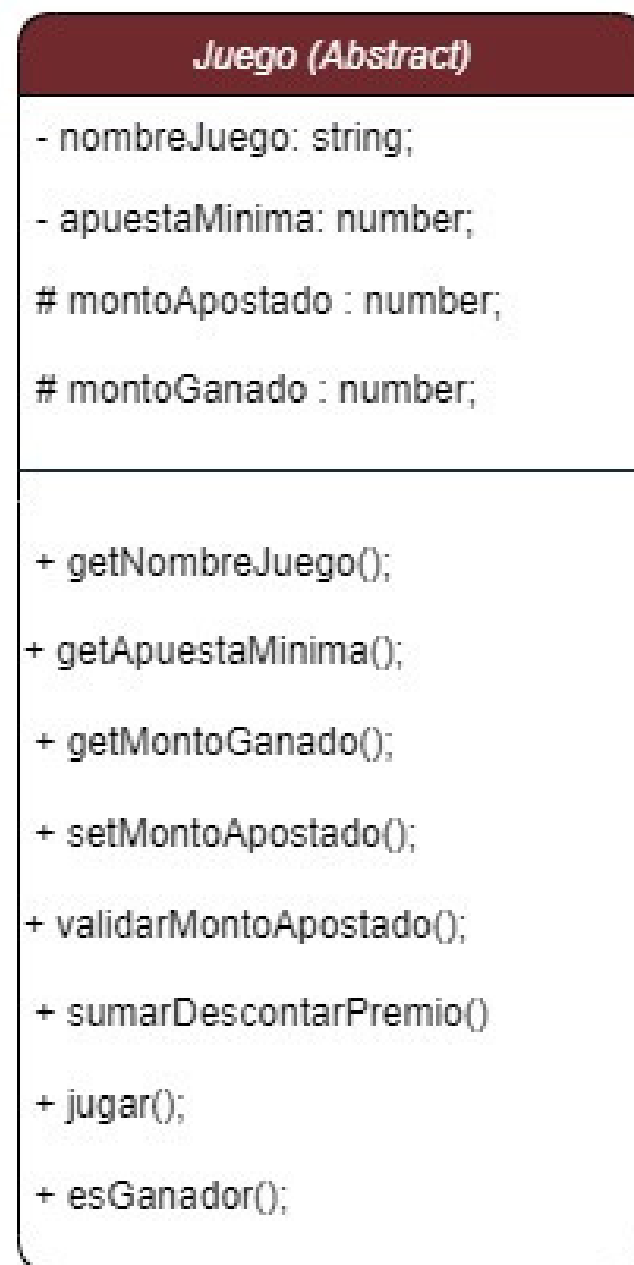 Juego (Abstract)
- nombreJuego: string;
- apuestaMinima: number;
# montoApostado : number;
# montoGanado : number;
+ getNombreJuego();
+ getApuestaMinima();
+ getMontoGanado();
+ setMontoApostado();
+ validarMontoApostado();
+ sumarDescontarPremio()
+ jugar();
+ esGanador();